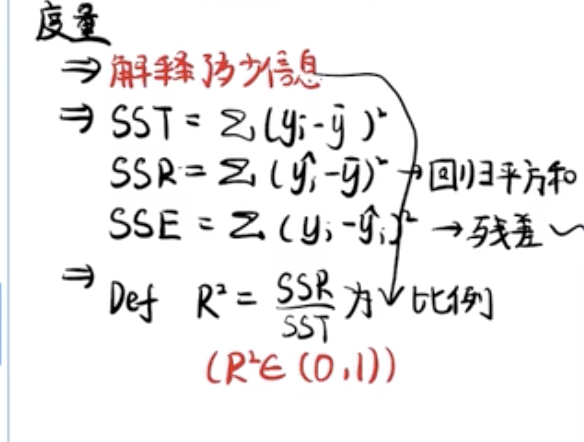 度量
⇒ 解释了多少信息
⇒ SST = Σ(yi-ȳ)²
SSR = Σ(ŷi-ȳ)² → 回归平方和
SSE = Σ(yi-ŷi)² → 残差 ~
⇒ Def R² = SSR/SST 为 比例
(R²∈(0,1))